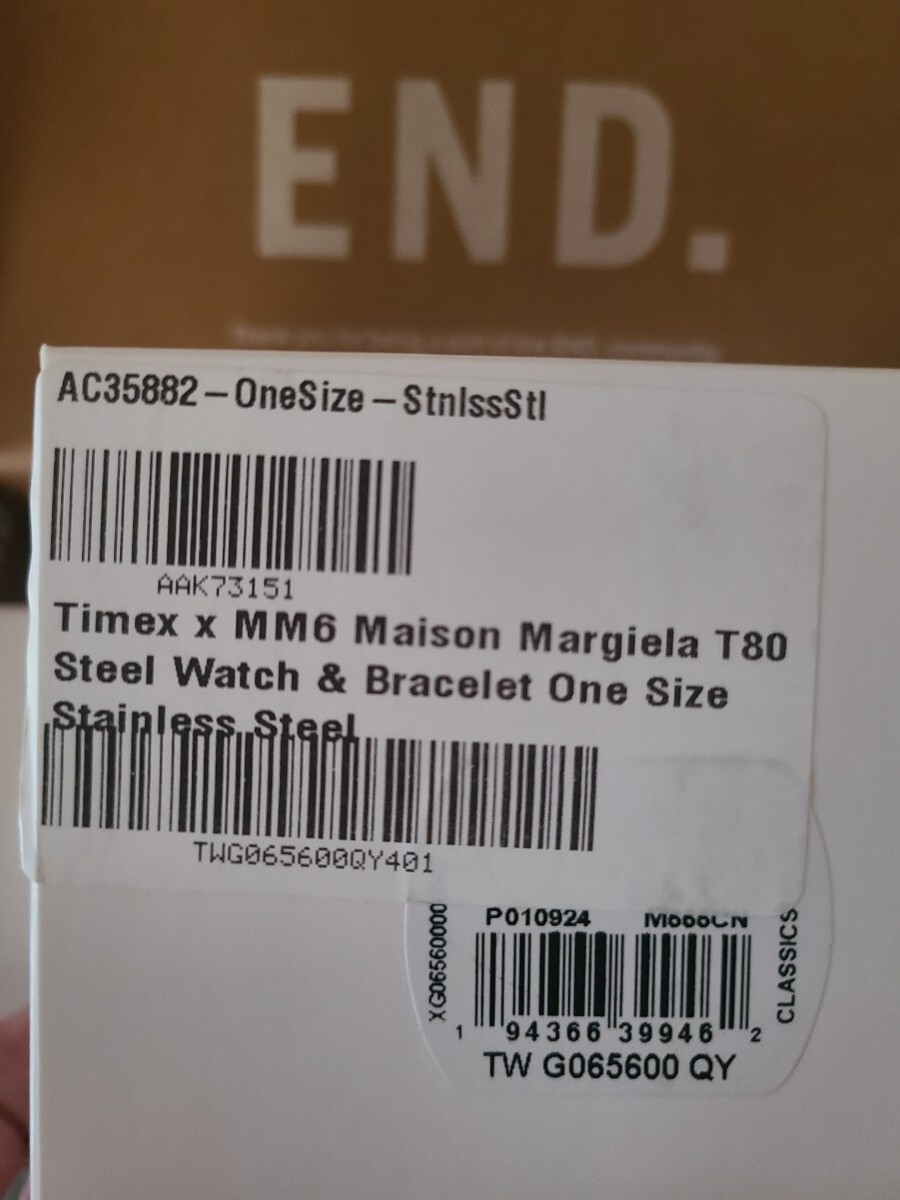 END.
AC35882-OneSize-StnlssStl
AAK73151
Timex x MM6 Maison Margiela T80
Steel Watch & Bracelet One Size
Stainless Steel
TWG065600QY401
P010924
XG06560000
CLASSICS
1 94366 39946 2
TW G065600 QY